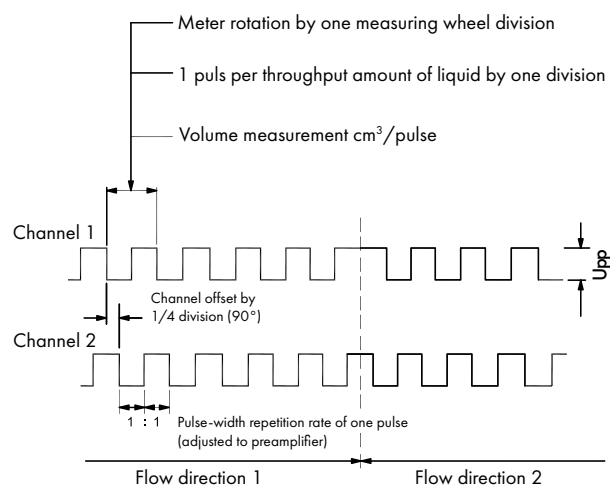 Meter rotation by one measuring wheel division
1 puls per throughput amount of liquid by one division
Volume measurement cm³/pulse
Channel 1
Upp
Channel offset by
1/4 division (90°)
Channel 2
1 : 1
Pulse-width repetition rate of one pulse
(adjusted to preamplifier)
Flow direction 1
Flow direction 2